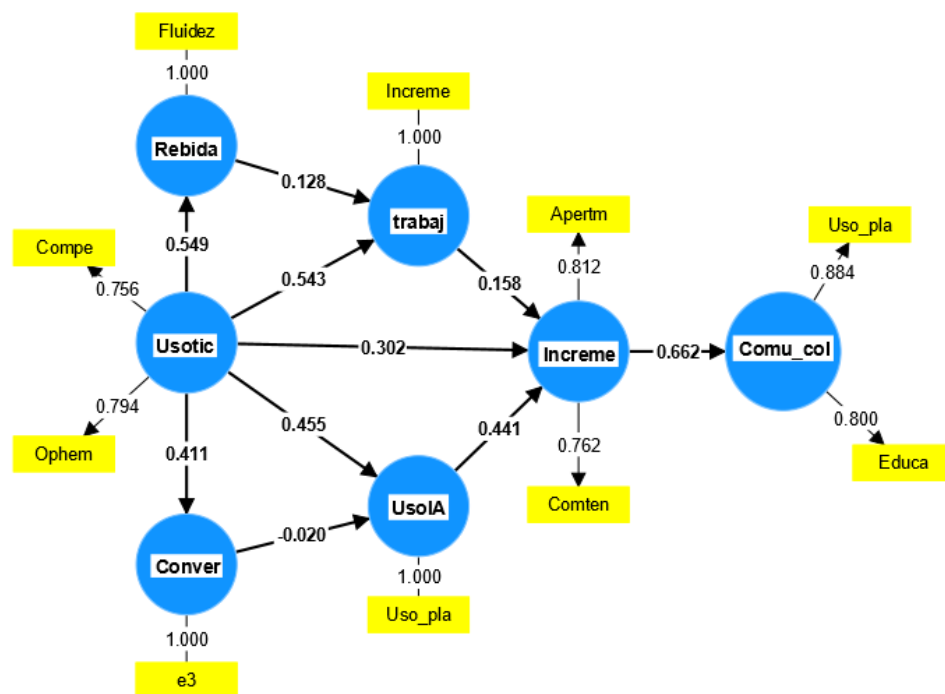 Fluidez
1.000
Increme
Rebida
1.000
0.128
trabaj
Apertm
Uso_pla
Compe
0.549
0.812
0.884
0.756
0.543
0.158
Usotic
0.302
Increme
0.662
Comu_col
0.794
0.455
0.441
0.800
Ophem
0.411
0.762
Educa
UsoIA
Comten
-0.020
Conver
1.000
Uso_pla
1.000
e3